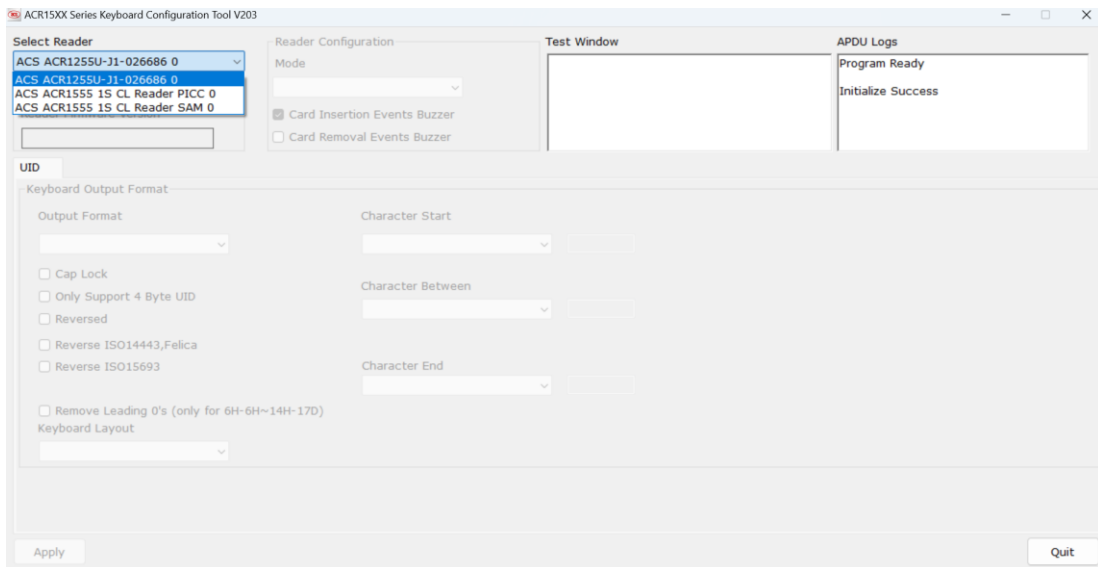 ACR15XX Series Keyboard Configuration Tool V203
Select Reader
ACS ACR1255U-J1-026686 0
ACS ACR1255U-J1-026686 0
ACS ACR1555 1S CL Reader PICC 0
ACS ACR1555 1S CL Reader SAM 0
Reader Firmware Version
Reader Configuration
Mode
Card Insertion Events Buzzer
Card Removal Events Buzzer
Test Window
APDU Logs
Program Ready
Initialize Success
UID
Keyboard Output Format
Output Format
Cap Lock
Only Support 4 Byte UID
Reversed
Reverse ISO14443,Felica
Reverse ISO15693
Remove Leading 0's (only for 6H-6H~14H-17D)
Keyboard Layout
Character Start
Character Between
Character End
Apply
Quit